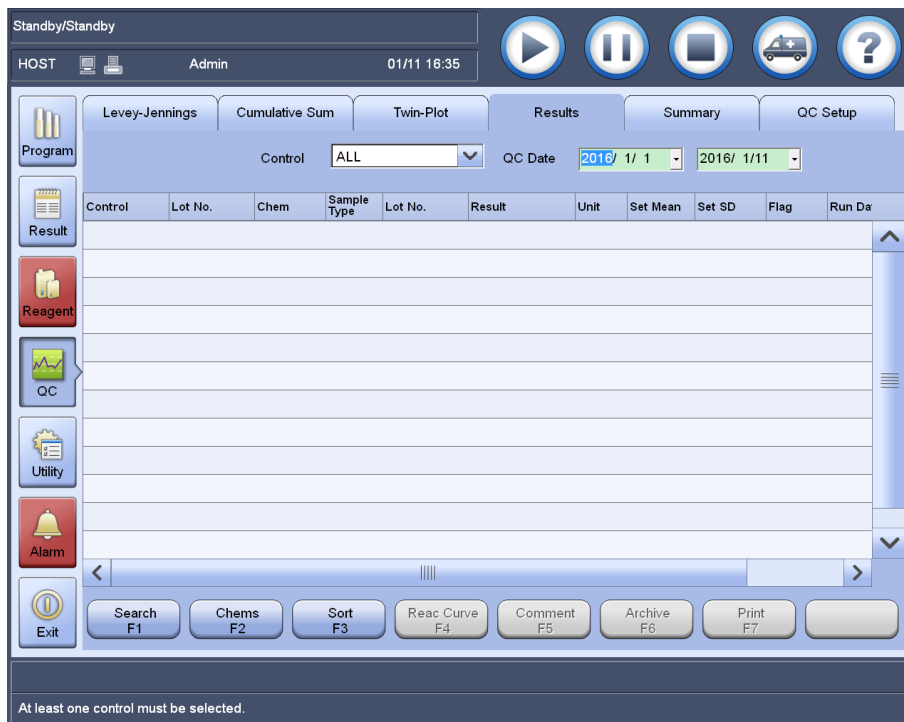 Standby/Standby
HOST Admin 01/11 16:35
?
Program
Result
Reagent
QC
Utility
Alarm
Exit
Levey-Jennings Cumulative Sum Twin-Plot Results Summary QC Setup
Control ALL QC Date 2016/ 1/ 1 2016/ 1/11
Control Lot No. Chem Sample Type Lot No. Result Unit Set Mean Set SD Flag Run Da
Search F1 Chems F2 Sort F3 Reac Curve F4 Comment F5 Archive F6 Print F7
At least one control must be selected.